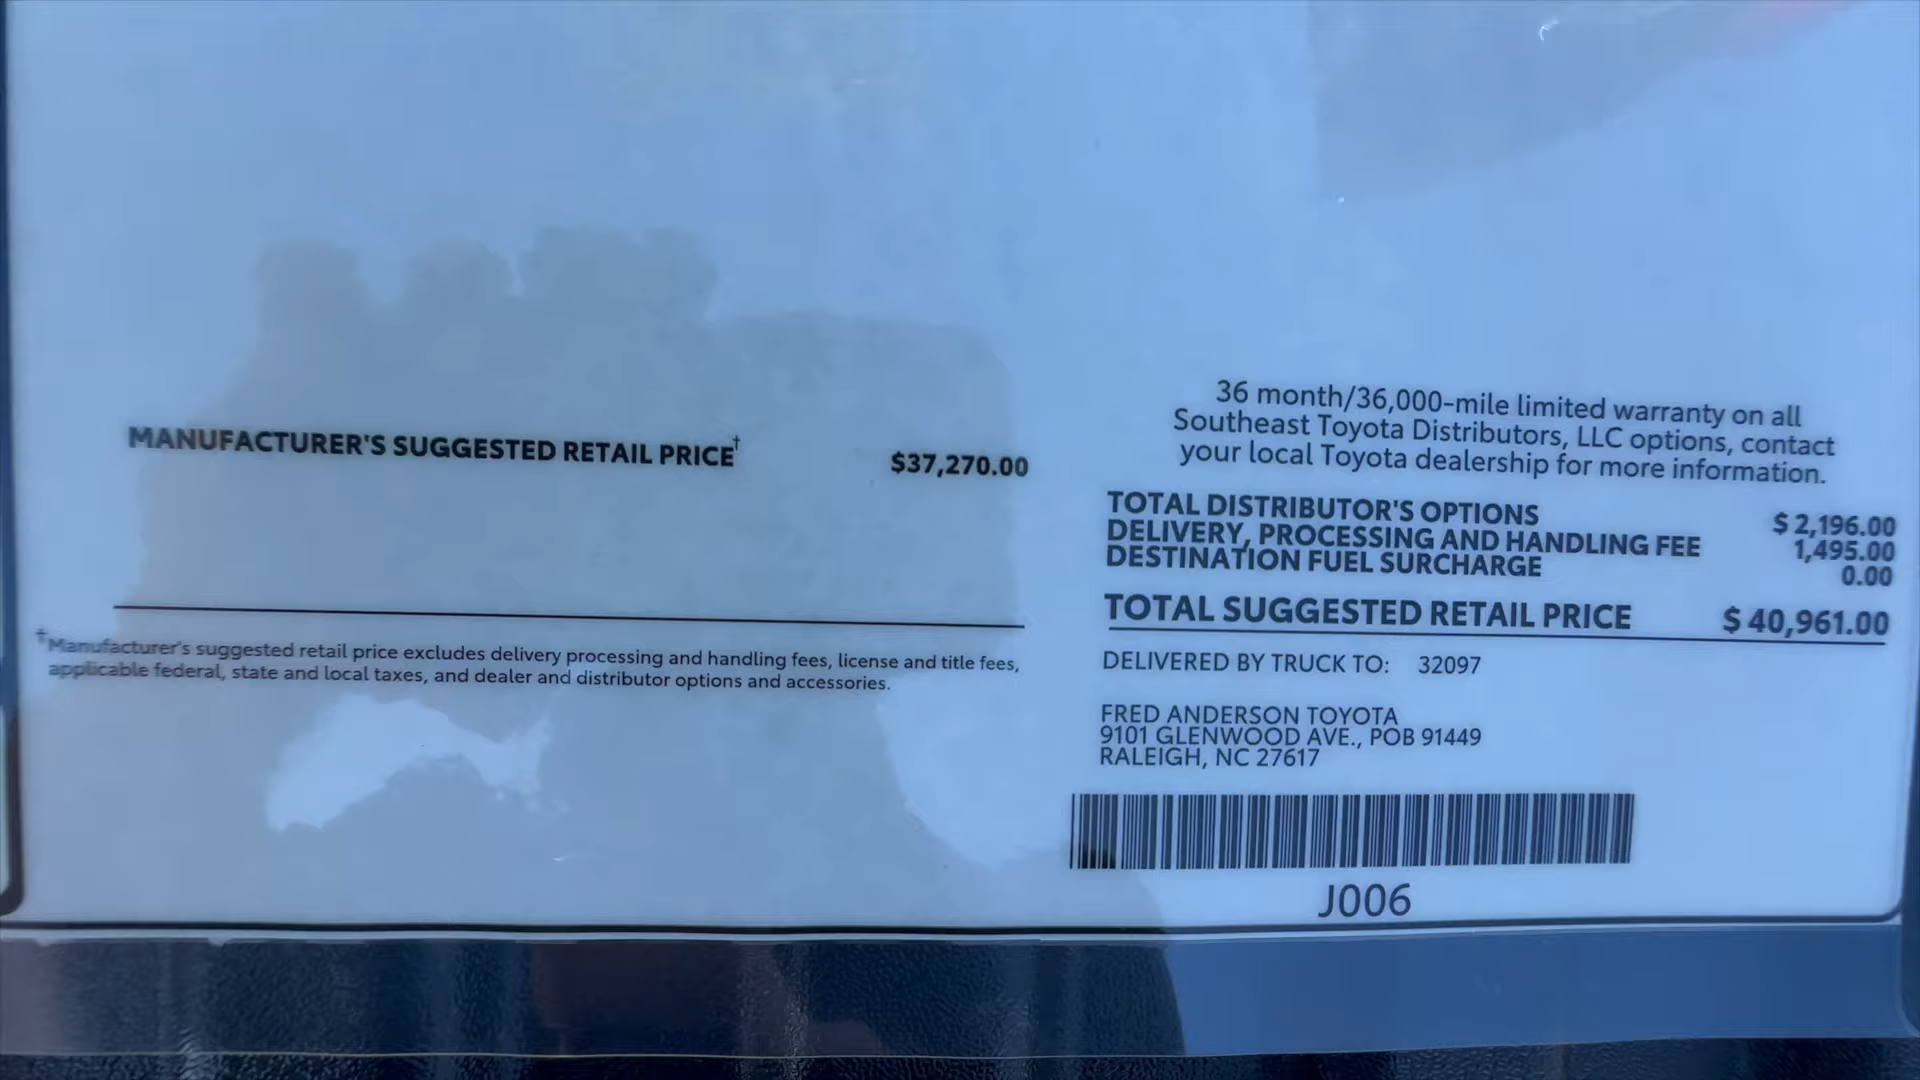 MANUFACTURER'S SUGGESTED RETAIL PRICE† $37,270.00
†Manufacturer's suggested retail price excludes delivery processing and handling fees, license and title fees,
applicable federal, state and local taxes, and dealer and distributor options and accessories.
36 month/36,000-mile limited warranty on all
Southeast Toyota Distributors, LLC options, contact
your local Toyota dealership for more information.
TOTAL DISTRIBUTOR'S OPTIONS $ 2,196.00
DELIVERY, PROCESSING AND HANDLING FEE 1,495.00
DESTINATION FUEL SURCHARGE 0.00
TOTAL SUGGESTED RETAIL PRICE $ 40,961.00
DELIVERED BY TRUCK TO: 32097
FRED ANDERSON TOYOTA
9101 GLENWOOD AVE., POB 91449
RALEIGH, NC 27617
J006